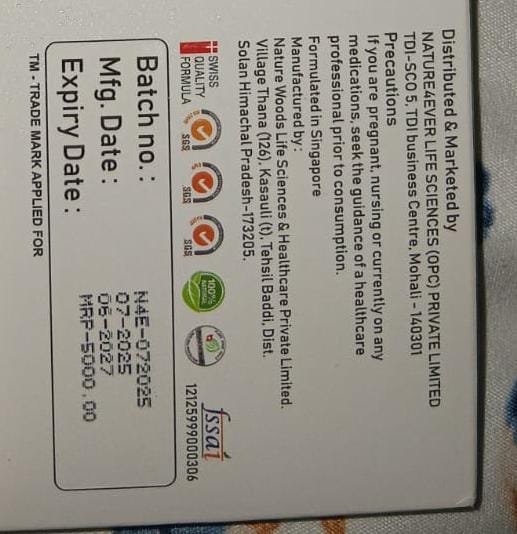 Distributed & Marketed by
NATURE4EVER LIFE SCIENCES (OPC) PRIVATE LIMITED
TDI-SCO 5, TDI business Centre, Mohali - 140301
Precautions
If you are pregnant, nursing or currently on any
medications, seek the guidance of a healthcare
professional prior to consumption.
Formulated in Singapore
Manufactured by:
Nature Woods Life Sciences & Healthcare Private Limited.
Village Thana (126), Kasauli (t), Tehsil Baddi, Dist.
Solan Himachal Pradesh-173205.
SWISS
QUALITY
FORMULA
SGS
SGS
SGS
100%
NATURAL
fssai
12125999000306
Batch no.: N4E-072025
Mfg. Date: 07-2025
Expiry Date: 06-2027
MRP-5000.00
TM - TRADE MARK APPLIED FOR